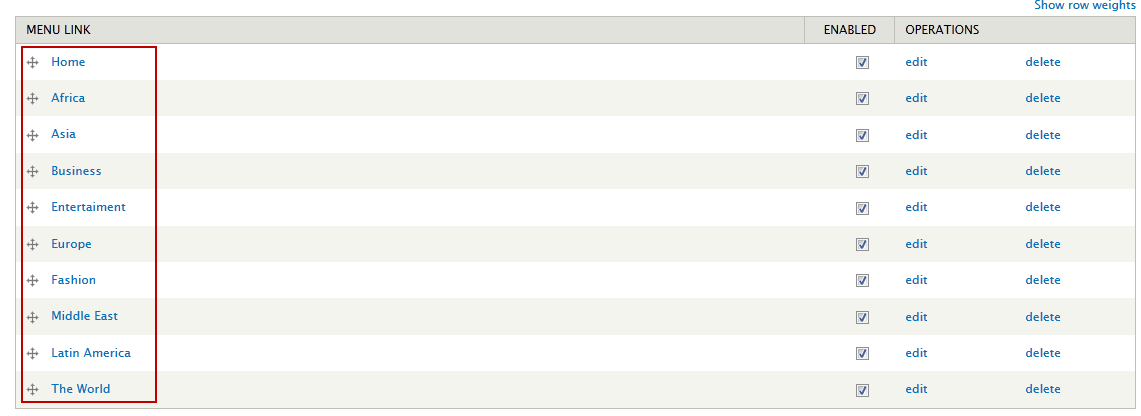 Show row weights
MENU LINK ENABLED OPERATIONS
Home edit delete
Africa edit delete
Asia edit delete
Business edit delete
Entertaiment edit delete
Europe edit delete
Fashion edit delete
Middle East edit delete
Latin America edit delete
The World edit delete